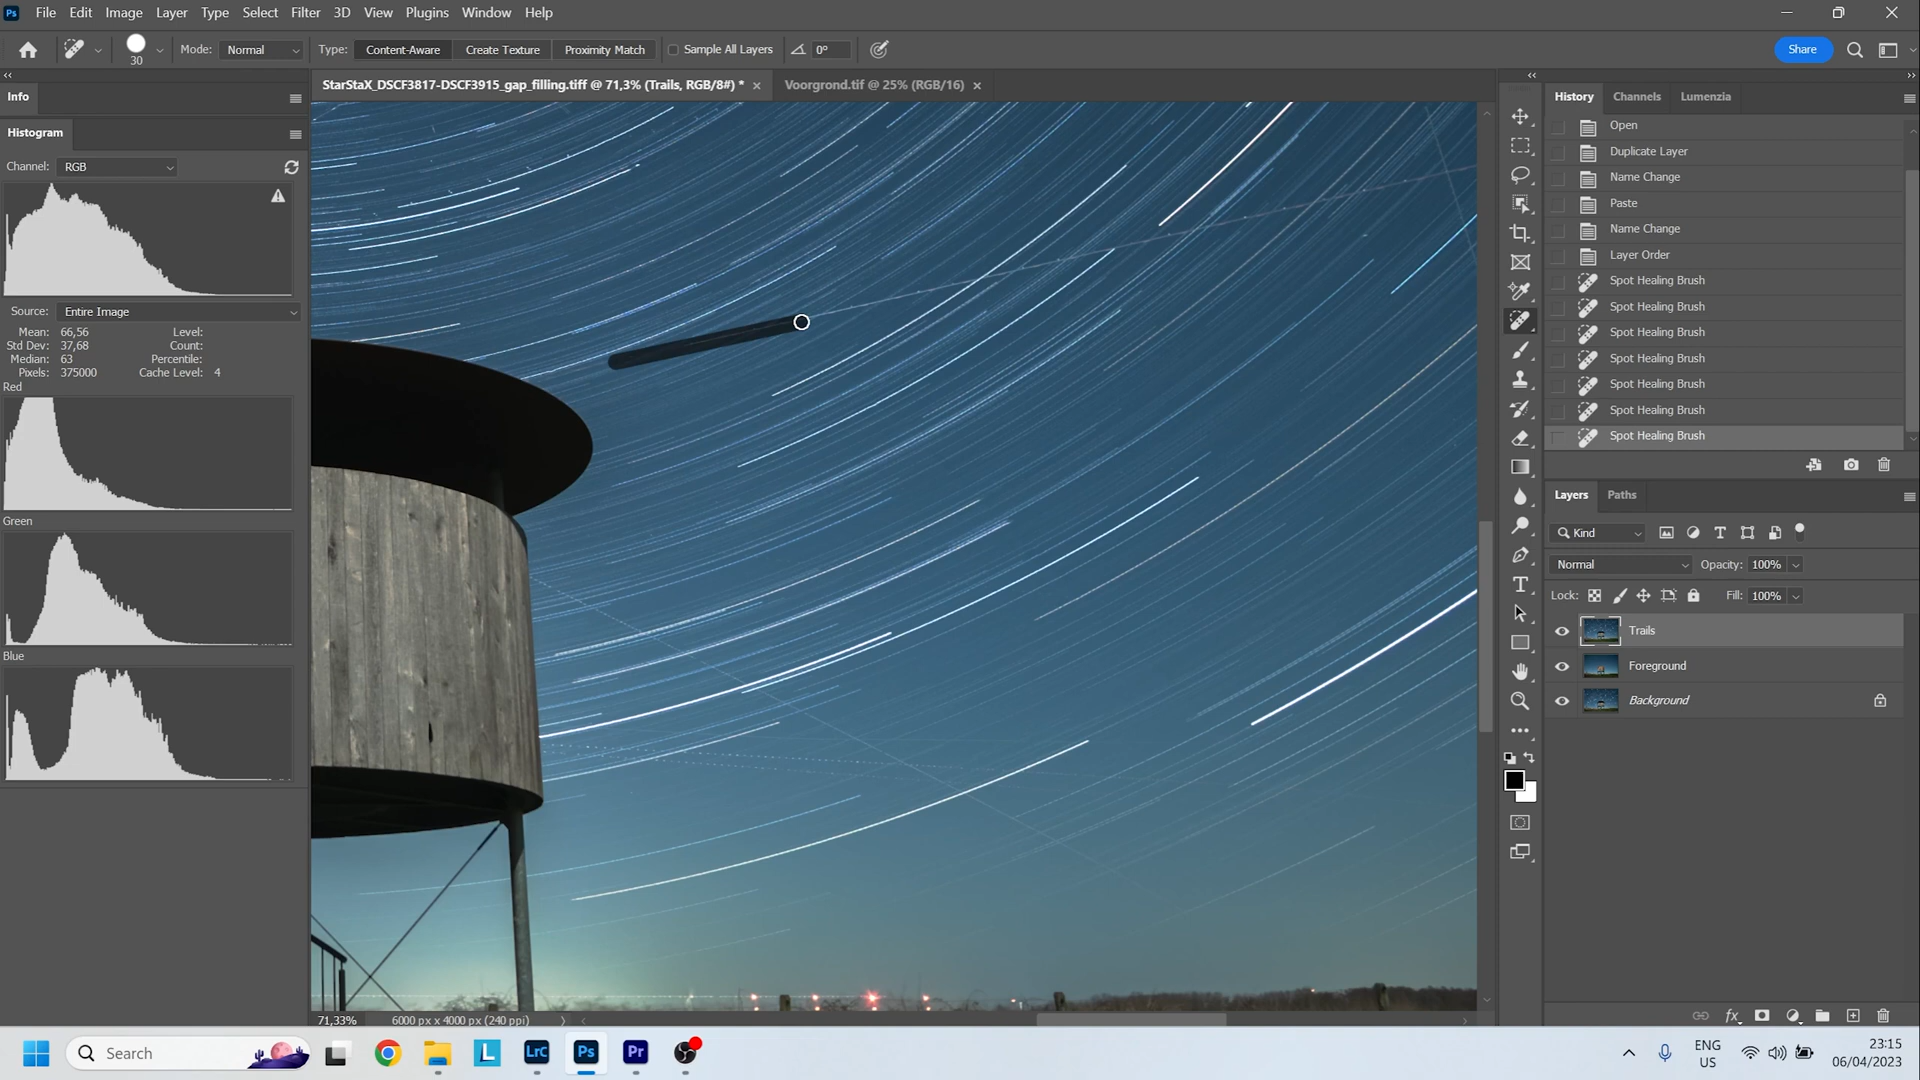 Ps File Edit Image Layer Type Select Filter 3D View Plugins Window Help
30 Mode: Normal Type: Content-Aware Create Texture Proximity Match Sample All Layers 0° Share
StarStaX_DSCF3817-DSCF3915_gap_filling.tiff @ 71,3% (Trails, RGB/8#) * Voorgrond.tif @ 25% (RGB/16)
Info
Histogram
Channel: RGB
Source: Entire Image
Mean: 66,56 Level:
Std Dev: 37,68 Count:
Median: 63 Percentile:
Pixels: 375000 Cache Level: 4
Red
Green
Blue
History Channels Lumenzia
Open
Duplicate Layer
Name Change
Paste
Name Change
Layer Order
Spot Healing Brush
Spot Healing Brush
Spot Healing Brush
Spot Healing Brush
Spot Healing Brush
Spot Healing Brush
Spot Healing Brush
Layers Paths
Kind
Normal Opacity: 100%
Lock: Fill: 100%
Trails
Foreground
Background
fx
71,33% 6000 px x 4000 px (240 ppi)
Search L LrC Ps Pr
ENG
US
23:15
06/04/2023